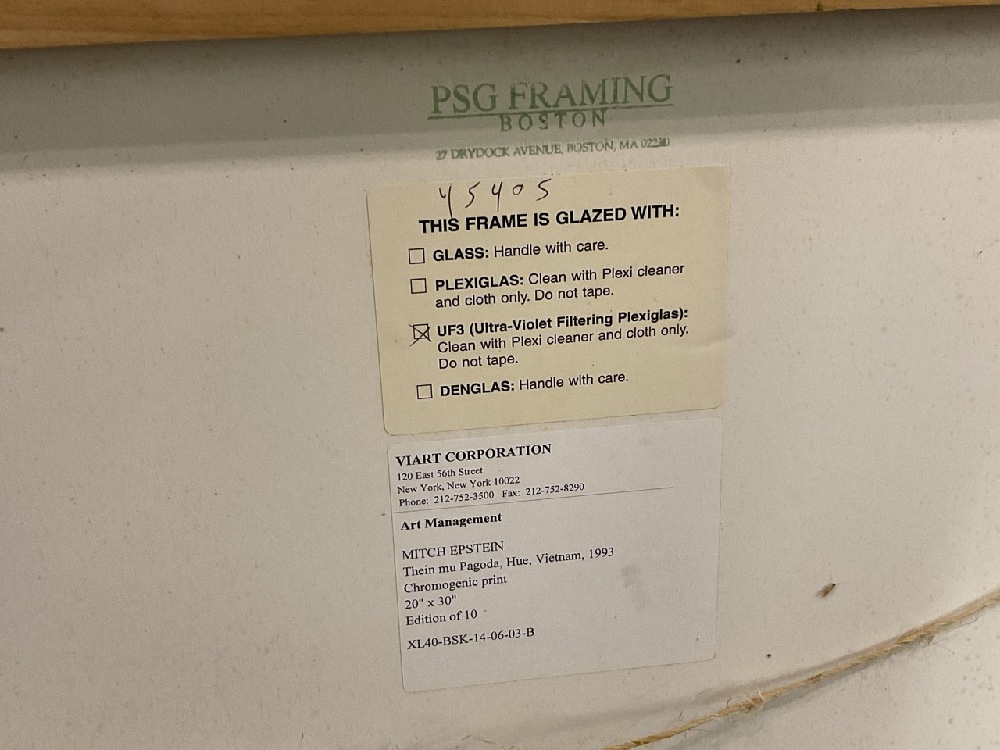 PSG FRAMING
BOSTON
27 DRYDOCK AVENUE, BOSTON, MA 02210
45405
THIS FRAME IS GLAZED WITH:
GLASS: Handle with care.
PLEXIGLAS: Clean with Plexi cleaner
and cloth only. Do not tape.
UF3 (Ultra-Violet Filtering Plexiglas):
Clean with Plexi cleaner and cloth only.
Do not tape.
DENGLAS: Handle with care.
VIART CORPORATION
120 East 56th Street
New York, New York 10022
Phone: 212-752-3500 Fax: 212-752-8290
Art Management
MITCH EPSTEIN
Thein mu Pagoda, Hue, Vietnam, 1993
Chromogenic print
20" x 30"
Edition of 10
XL40-BSK-14-06-03-B